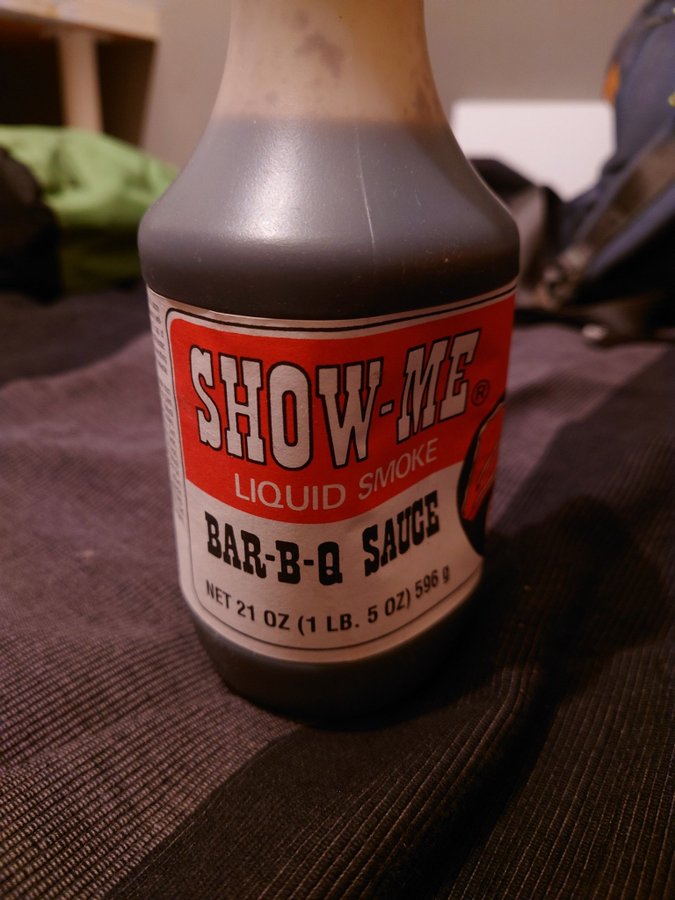 SHOW-ME®
LIQUID SMOKE
BAR-B-Q SAUCE
NET 21 OZ (1 LB. 5 OZ) 596 g